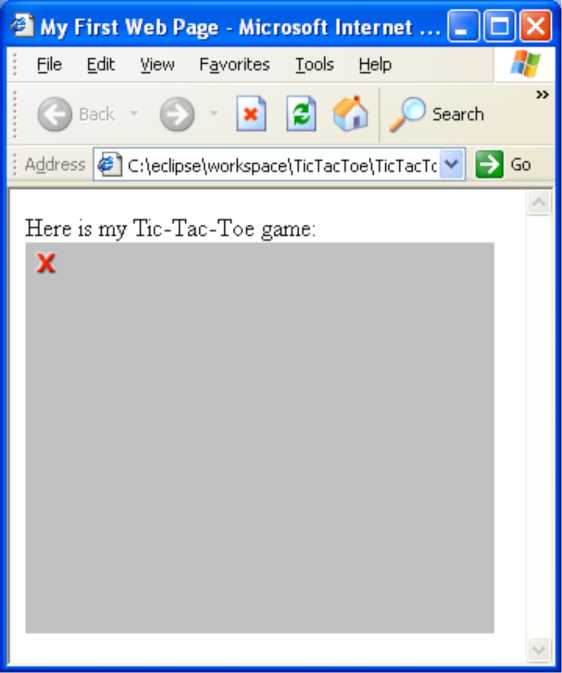 My First Web Page - Microsoft Internet ...
File Edit View Favorites Tools Help
Back Search »
Address C:\eclipse\workspace\TicTacToe\TicTacTo Go
Here is my Tic-Tac-Toe game: